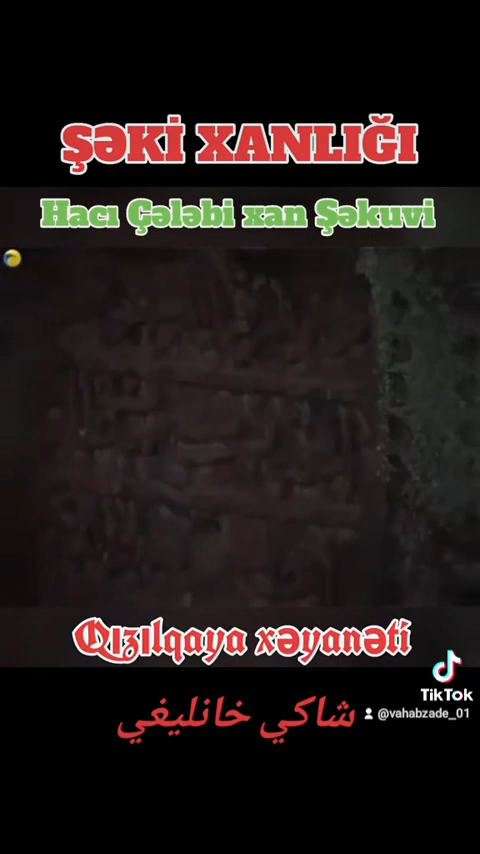 ŞƏKİ XANLIĞI
Hacı Çələbi xan Şəkuvi
Qızılqaya xəyanəti
TikTok
شاكي خانليغي
@vahabzade_01